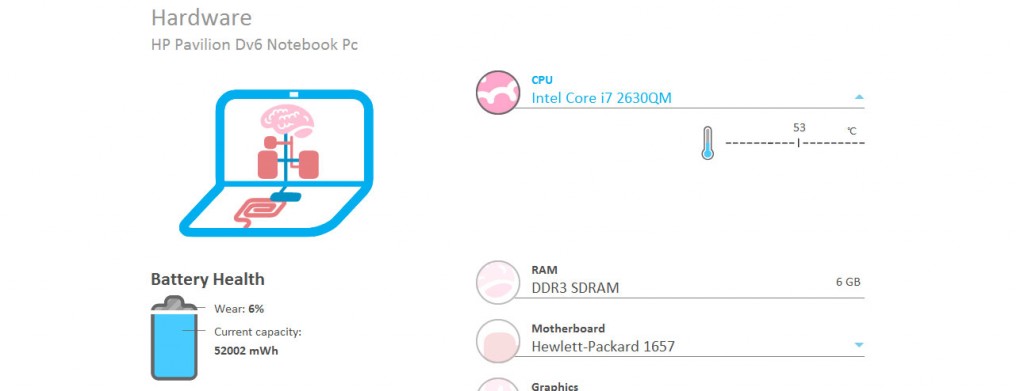 Hardware
HP Pavilion Dv6 Notebook Pc
CPU
Intel Core i7 2630QM
53
°C
Battery Health
Wear: 6%
Current capacity:
52002 mWh
RAM
DDR3 SDRAM
6 GB
Motherboard
Hewlett-Packard 1657
Graphics